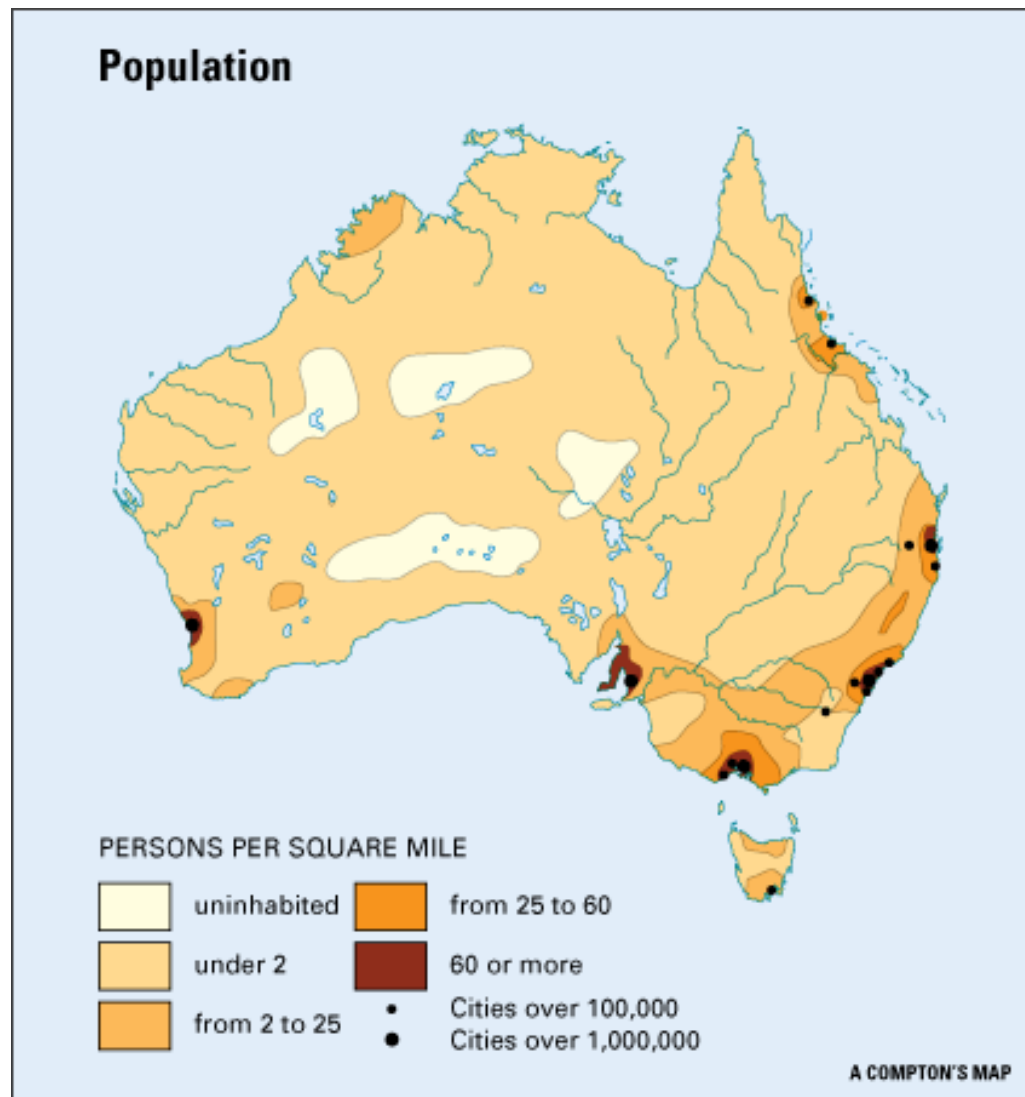 Population
PERSONS PER SQUARE MILE
uninhabited
under 2
from 2 to 25
from 25 to 60
60 or more
Cities over 100,000
Cities over 1,000,000
A COMPTON'S MAP